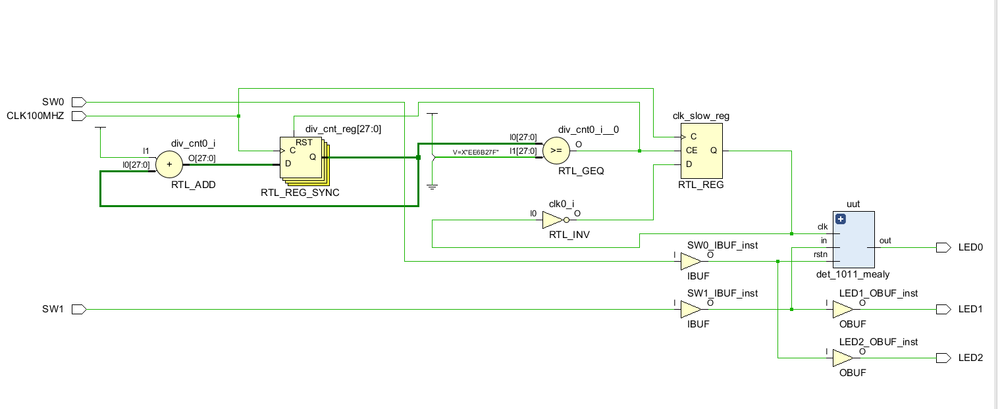 SW0
CLK100MHZ
div_cnt0_i
I1
I0[27:0]
O[27:0]
+
RTL_ADD
div_cnt_reg[27:0]
RST
C
Q
D
RTL_REG_SYNC
V=X"EE6B27F"
div_cnt0_i__0
I0[27:0]
I1[27:0]
O
>=
RTL_GEQ
clk0_i
I0
O
RTL_INV
clk_slow_reg
C
CE
Q
D
RTL_REG
uut
clk
in
rstn
out
det_1011_mealy
LED0
SW0_IBUF_inst
I
O
IBUF
SW1
SW1_IBUF_inst
I
O
IBUF
LED1_OBUF_inst
I
O
OBUF
LED1
LED2_OBUF_inst
I
O
OBUF
LED2